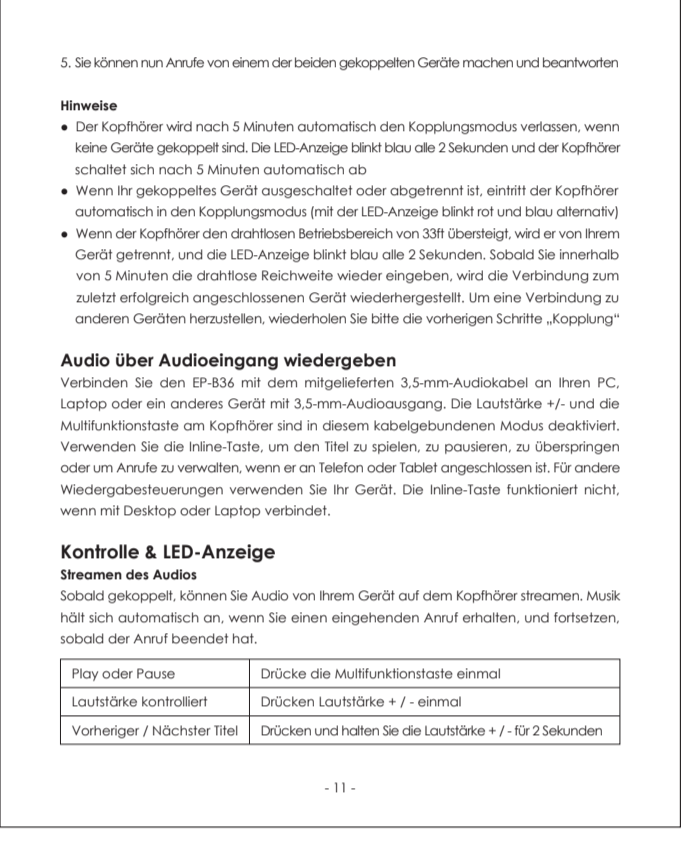 5. Sie können nun Anrufe von einem der beiden gekoppelten Geräte machen und beantworten
Hinweise
● Der Kopfhörer wird nach 5 Minuten automatisch den Kopplungsmodus verlassen, wenn
keine Geräte gekoppelt sind. Die LED-Anzeige blinkt blau alle 2 Sekunden und der Kopfhörer
schaltet sich nach 5 Minuten automatisch ab
● Wenn Ihr gekoppeltes Gerät ausgeschaltet oder abgetrennt ist, eintritt der Kopfhörer
automatisch in den Kopplungsmodus (mit der LED-Anzeige blinkt rot und blau alternativ)
● Wenn der Kopfhörer den drahtlosen Betriebsbereich von 33ft übersteigt, wird er von Ihrem
Gerät getrennt, und die LED-Anzeige blinkt blau alle 2 Sekunden. Sobald Sie innerhalb
von 5 Minuten die drahtlose Reichweite wieder eingeben, wird die Verbindung zum
zuletzt erfolgreich angeschlossenen Gerät wiederhergestellt. Um eine Verbindung zu
anderen Geräten herzustellen, wiederholen Sie bitte die vorherigen Schritte „Kopplung“
Audio über Audioeingang wiedergeben
Verbinden Sie den EP-B36 mit dem mitgelieferten 3,5-mm-Audiokabel an Ihren PC,
Laptop oder ein anderes Gerät mit 3,5-mm-Audioausgang. Die Lautstärke +/- und die
Multifunktionstaste am Kopfhörer sind in diesem kabelgebundenen Modus deaktiviert.
Verwenden Sie die Inline-Taste, um den Titel zu spielen, zu pausieren, zu überspringen
oder um Anrufe zu verwalten, wenn er an Telefon oder Tablet angeschlossen ist. Für andere
Wiedergabesteuerungen verwenden Sie Ihr Gerät. Die Inline-Taste funktioniert nicht,
wenn mit Desktop oder Laptop verbindet.
Kontrolle & LED-Anzeige
Streamen des Audios
Sobald gekoppelt, können Sie Audio von Ihrem Gerät auf dem Kopfhörer streamen. Musik
hält sich automatisch an, wenn Sie einen eingehenden Anruf erhalten, und fortsetzen,
sobald der Anruf beendet hat.
Play oder Pause Drücke die Multifunktionstaste einmal
Lautstärke kontrolliert Drücken Lautstärke + / - einmal
Vorheriger / Nächster Titel Drücken und halten Sie die Lautstärke + / - für 2 Sekunden
- 11 -